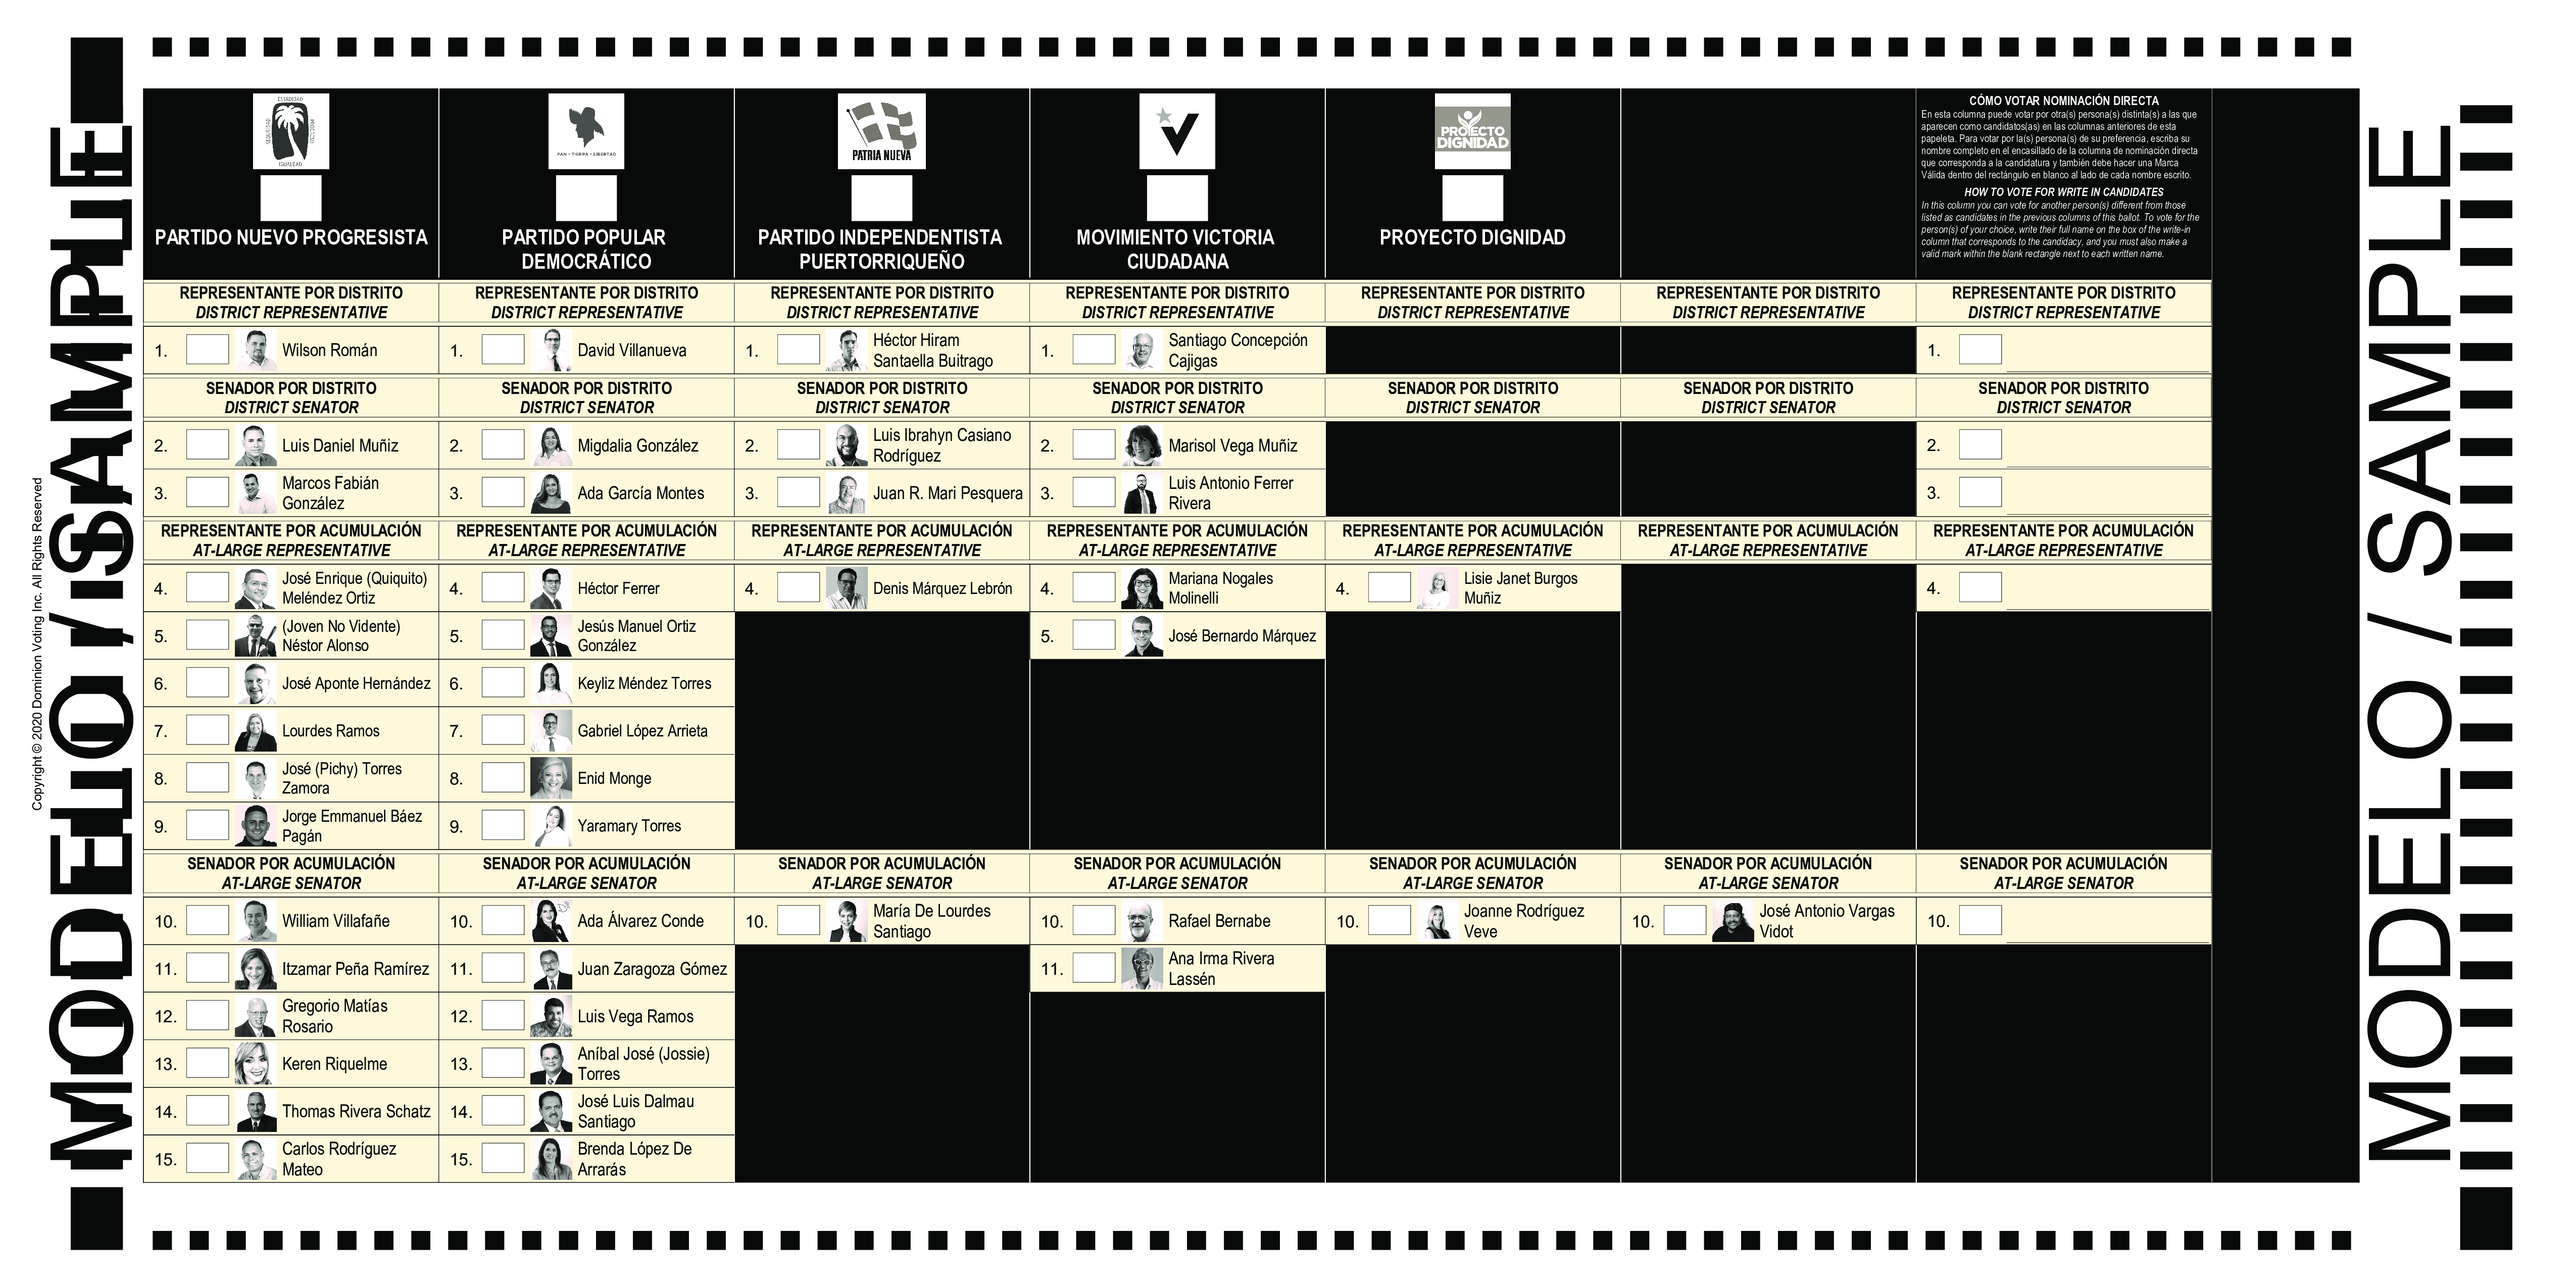 MODELO / SAMPLE
Copyright © 2020 Dominion Voting Inc. All Rights Reserved
ESTADIDAD
SEGURIDAD
PROGRESO
IGUALDAD
PARTIDO NUEVO PROGRESISTA
PAN • TIERRA • LIBERTAD
PARTIDO POPULAR
DEMOCRÁTICO
PATRIA NUEVA
PARTIDO INDEPENDENTISTA
PUERTORRIQUEÑO
MOVIMIENTO VICTORIA
CIUDADANA
PROYECTO
DIGNIDAD
PROYECTO DIGNIDAD
CÓMO VOTAR NOMINACIÓN DIRECTA
En esta columna puede votar por otra(s) persona(s) distinta(s) a las que
aparecen como candidatos(as) en las columnas anteriores de esta
papeleta. Para votar por la(s) persona(s) de su preferencia, escriba su
nombre completo en el encasillado de la columna de nominación directa
que corresponda a la candidatura y también debe hacer una Marca
Válida dentro del rectángulo en blanco al lado de cada nombre escrito.
HOW TO VOTE FOR WRITE IN CANDIDATES
In this column you can vote for another person(s) different from those
listed as candidates in the previous columns of this ballot. To vote for the
person(s) of your choice, write their full name on the box of the write-in
column that corresponds to the candidacy, and you must also make a
valid mark within the blank rectangle next to each written name.
REPRESENTANTE POR DISTRITO REPRESENTANTE POR DISTRITO REPRESENTANTE POR DISTRITO REPRESENTANTE POR DISTRITO REPRESENTANTE POR DISTRITO REPRESENTANTE POR DISTRITO REPRESENTANTE POR DISTRITO
DISTRICT REPRESENTATIVE DISTRICT REPRESENTATIVE DISTRICT REPRESENTATIVE DISTRICT REPRESENTATIVE DISTRICT REPRESENTATIVE DISTRICT REPRESENTATIVE DISTRICT REPRESENTATIVE
1. Wilson Román
1. David Villanueva
1. Héctor Hiram
Santaella Buitrago
1. Santiago Concepción
Cajigas
1.
SENADOR POR DISTRITO SENADOR POR DISTRITO SENADOR POR DISTRITO SENADOR POR DISTRITO SENADOR POR DISTRITO SENADOR POR DISTRITO SENADOR POR DISTRITO
DISTRICT SENATOR DISTRICT SENATOR DISTRICT SENATOR DISTRICT SENATOR DISTRICT SENATOR DISTRICT SENATOR DISTRICT SENATOR
2. Luis Daniel Muñiz
2. Migdalia González
2. Luis Ibrahyn Casiano
Rodríguez
2. Marisol Vega Muñiz
2.
3. Marcos Fabián
González
3. Ada García Montes
3. Juan R. Mari Pesquera
3. Luis Antonio Ferrer
Rivera
3.
REPRESENTANTE POR ACUMULACIÓN REPRESENTANTE POR ACUMULACIÓN REPRESENTANTE POR ACUMULACIÓN REPRESENTANTE POR ACUMULACIÓN REPRESENTANTE POR ACUMULACIÓN REPRESENTANTE POR ACUMULACIÓN REPRESENTANTE POR ACUMULACIÓN
AT-LARGE REPRESENTATIVE AT-LARGE REPRESENTATIVE AT-LARGE REPRESENTATIVE AT-LARGE REPRESENTATIVE AT-LARGE REPRESENTATIVE AT-LARGE REPRESENTATIVE AT-LARGE REPRESENTATIVE
4. José Enrique (Quiquito)
Meléndez Ortiz
4. Héctor Ferrer
4. Denis Márquez Lebrón
4. Mariana Nogales
Molinelli
4. Lisie Janet Burgos
Muñiz
4.
5. (Joven No Vidente)
Néstor Alonso
5. Jesús Manuel Ortiz
González
5. José Bernardo Márquez
6. José Aponte Hernández
6. Keyliz Méndez Torres
7. Lourdes Ramos
7. Gabriel López Arrieta
8. José (Pichy) Torres
Zamora
8. Enid Monge
9. Jorge Emmanuel Báez
Pagán
9. Yaramary Torres
SENADOR POR ACUMULACIÓN SENADOR POR ACUMULACIÓN SENADOR POR ACUMULACIÓN SENADOR POR ACUMULACIÓN SENADOR POR ACUMULACIÓN SENADOR POR ACUMULACIÓN SENADOR POR ACUMULACIÓN
AT-LARGE SENATOR AT-LARGE SENATOR AT-LARGE SENATOR AT-LARGE SENATOR AT-LARGE SENATOR AT-LARGE SENATOR AT-LARGE SENATOR
10. William Villafañe
10. Ada Álvarez Conde
10. María De Lourdes
Santiago
10. Rafael Bernabe
10. Joanne Rodríguez
Veve
10. José Antonio Vargas
Vidot
10.
11. Itzamar Peña Ramírez
11. Juan Zaragoza Gómez
11. Ana Irma Rivera
Lassén
12. Gregorio Matías
Rosario
12. Luis Vega Ramos
13. Keren Riquelme
13. Aníbal José (Jossie)
Torres
14. Thomas Rivera Schatz
14. José Luis Dalmau
Santiago
15. Carlos Rodríguez
Mateo
15. Brenda López De
Arrarás
MODELO / SAMPLE